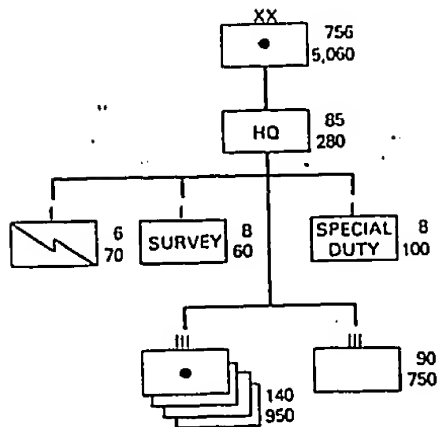 XX
756
5,060
HQ
85
280
6
70
SURVEY
8
60
SPECIAL
DUTY
8
100
III
140
950
III
90
750